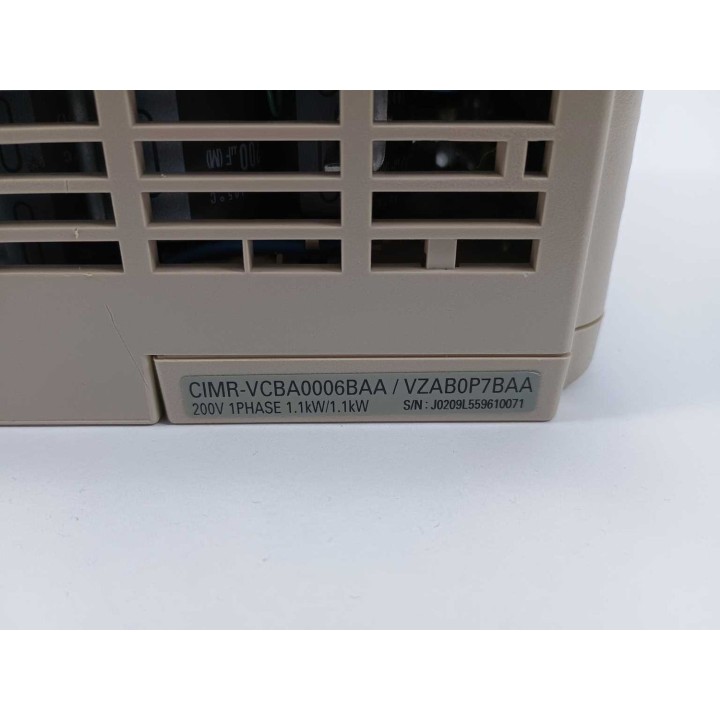 CIMR-VCBA0006BAA / VZAB0P7BAA
200V 1PHASE 1.1kW/1.1kW S/N : J0209L559610071